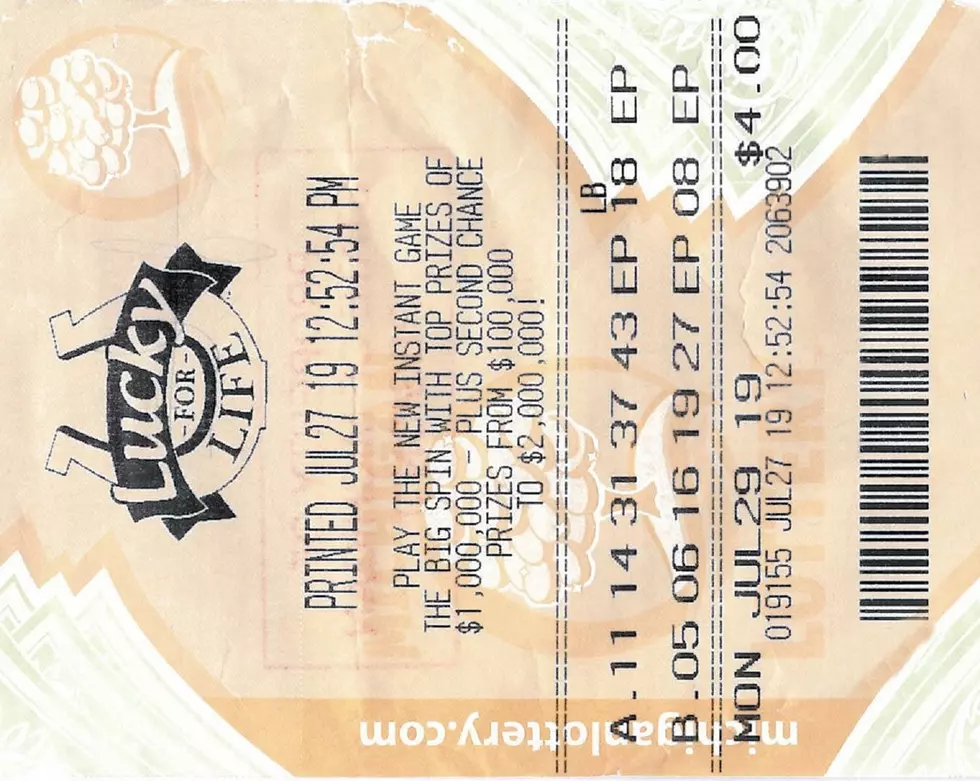 Lucky
-FOR-
LIFE
PRINTED JUL27 19 12:52:54 PM
PLAY THE NEW INSTANT GAME
THE BIG SPIN WITH TOP PRIZES OF
$1,000,000 - PLUS SECOND CHANCE
PRIZES FROM $100,000
TO $2,000,000!
LB
A.11 14 31 37 43 EP 18 EP
B.05 06 16 19 27 EP 08 EP
MON JUL29 19 $4.00
019155 JUL27 19 12:52:54 2063902
michiganlottery.com